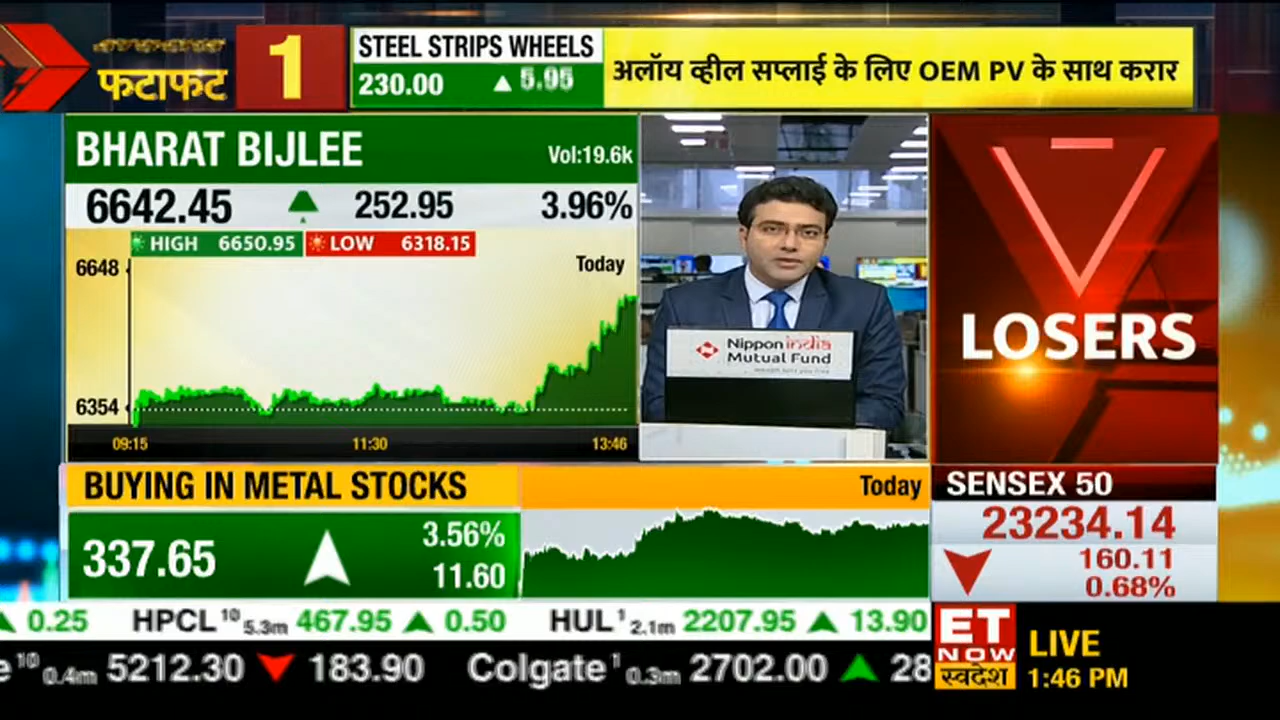 फटाफट
1
STEEL STRIPS WHEELS
230.00 5.95
अलॉय व्हील सप्लाई के लिए OEM PV के साथ करार
BHARAT BIJLEE
Vol:19.6k
6642.45 252.95 3.96%
HIGH 6650.95 LOW 6318.15
Today
6648
6354
09:15 11:30 13:46
Nippon india
Mutual Fund
LOSERS
BUYING IN METAL STOCKS
Today
337.65
3.56%
11.60
SENSEX 50
23234.14
160.11
0.68%
0.25 HPCL 10 5.3m 467.95 0.50 HUL 1 2.1m 2207.95 13.90
e 10 0.4m 5212.30 183.90 Colgate 1 0.3m 2702.00 28
ET
NOW
स्वदेश
LIVE
1:46 PM